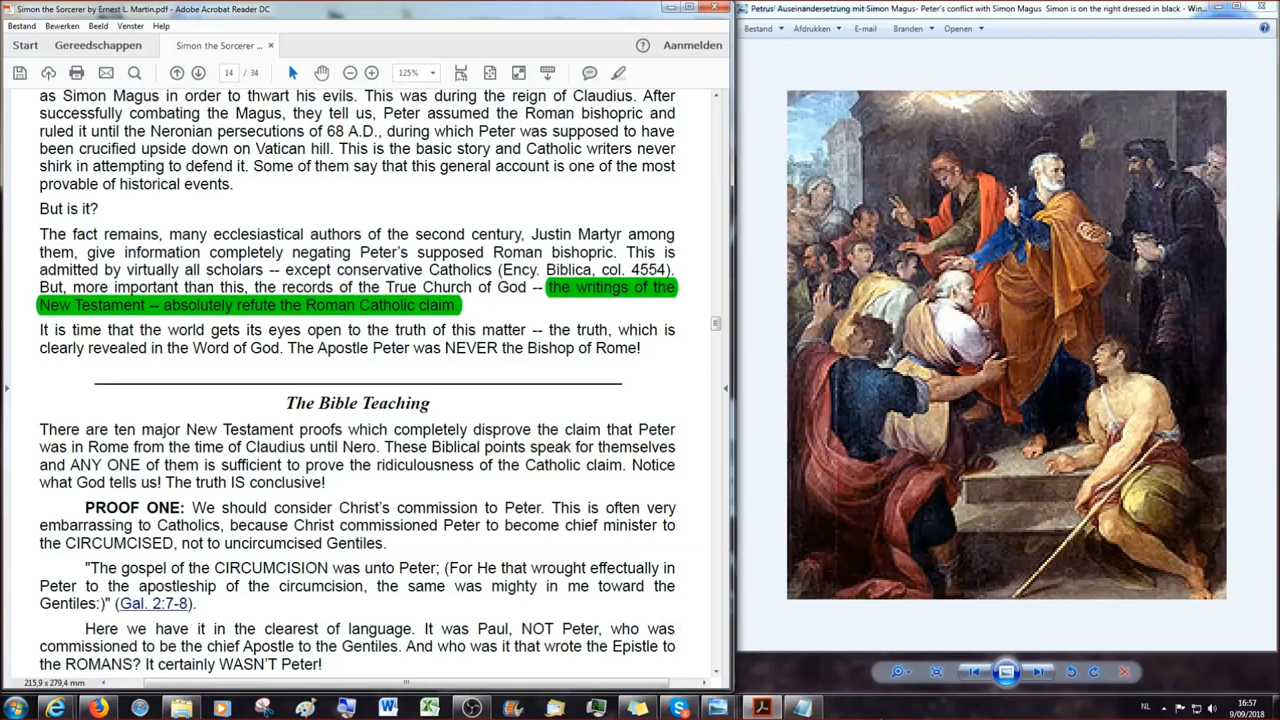 Simon the Sorcerer by Ernest L. Martin.pdf - Adobe Acrobat Reader DC
Bestand Bewerken Beeld Venster Help
Start Gereedschappen Simon the Sorcerer ... × Aanmelden
14 / 34 125%
as Simon Magus in order to thwart his evils. This was during the reign of Claudius. After
successfully combating the Magus, they tell us, Peter assumed the Roman bishopric and
ruled it until the Neronian persecutions of 68 A.D., during which Peter was supposed to have
been crucified upside down on Vatican hill. This is the basic story and Catholic writers never
shirk in attempting to defend it. Some of them say that this general account is one of the most
provable of historical events.
But is it?
The fact remains, many ecclesiastical authors of the second century, Justin Martyr among
them, give information completely negating Peter's supposed Roman bishopric. This is
admitted by virtually all scholars -- except conservative Catholics (Ency. Biblica, col. 4554).
But, more important than this, the records of the True Church of God -- the writings of the
New Testament -- absolutely refute the Roman Catholic claim.
It is time that the world gets its eyes open to the truth of this matter -- the truth, which is
clearly revealed in the Word of God. The Apostle Peter was NEVER the Bishop of Rome!
The Bible Teaching
There are ten major New Testament proofs which completely disprove the claim that Peter
was in Rome from the time of Claudius until Nero. These Biblical points speak for themselves
and ANY ONE of them is sufficient to prove the ridiculousness of the Catholic claim. Notice
what God tells us! The truth IS conclusive!
PROOF ONE: We should consider Christ's commission to Peter. This is often very
embarrassing to Catholics, because Christ commissioned Peter to become chief minister to
the CIRCUMCISED, not to uncircumcised Gentiles.
"The gospel of the CIRCUMCISION was unto Peter; (For He that wrought effectually in
Peter to the apostleship of the circumcision, the same was mighty in me toward the
Gentiles:)" (Gal. 2:7-8).
Here we have it in the clearest of language. It was Paul, NOT Peter, who was
commissioned to be the chief Apostle to the Gentiles. And who was it that wrote the Epistle to
the ROMANS? It certainly WASN'T Peter!
215,9 x 279,4 mm
Petrus' Auseinandersetzung mit Simon Magus- Peter's conflict with Simon Magus Simon is on the right dressed in black - Win...
Bestand Afdrukken E-mail Branden Openen
NL 16:57
9/09/2018